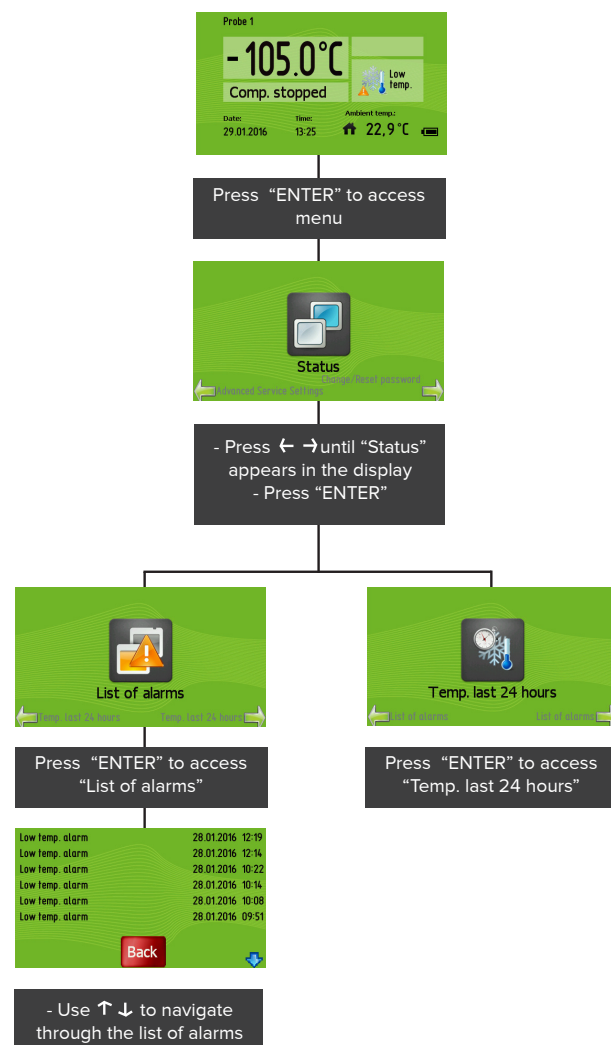 Probe 1
- 105.0°C
Comp. stopped
Low
temp.
Date:
Time:
Ambient temp.:
29.01.2016
13:25
22,9°C
Press “ENTER” to access
menu
Status
Change/Reset password
Advanced Service Settings
- Press ← → until “Status”
appears in the display
- Press “ENTER”
List of alarms
Temp. last 24 hours
Temp. last 24 hours
Temp. last 24 hours
List of alarms
List of alarms
Press “ENTER” to access
“List of alarms”
Press “ENTER” to access
“Temp. last 24 hours”
Low temp. alarm 28.01.2016 12:19
Low temp. alarm 28.01.2016 12:14
Low temp. alarm 28.01.2016 10:22
Low temp. alarm 28.01.2016 10:14
Low temp. alarm 28.01.2016 10:08
Low temp. alarm 28.01.2016 09:51
Back
- Use ↑ ↓ to navigate
through the list of alarms